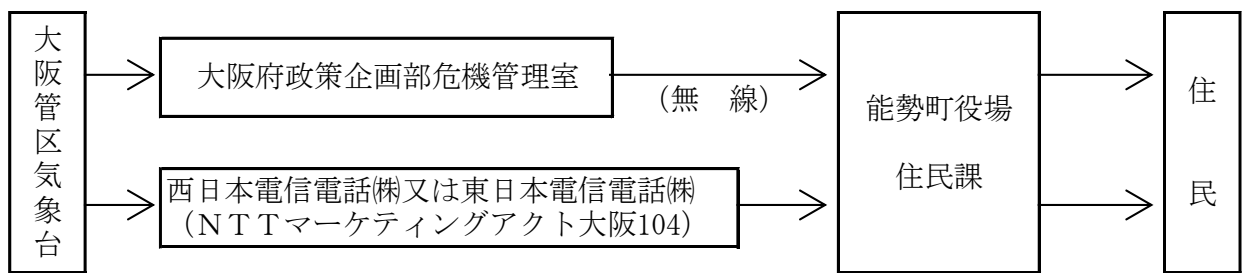 大阪管区気象台
大阪府政策企画部危機管理室
（無　線）
西日本電信電話㈱又は東日本電信電話㈱
（ＮＴＴマーケティングアクト大阪104）
能勢町役場
住民課
住民